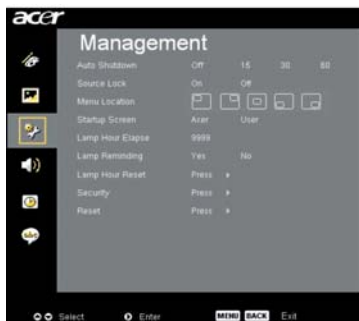 acer
Management
Auto Shutdown Off 15 30 60
Source Lock On Off
Menu Location
Startup Screen Acer User
Lamp Hour Elapse 9999
Lamp Reminding Yes No
Lamp Hour Reset Press
Security Press
Reset Press
abc
Select Enter MENU BACK Exit